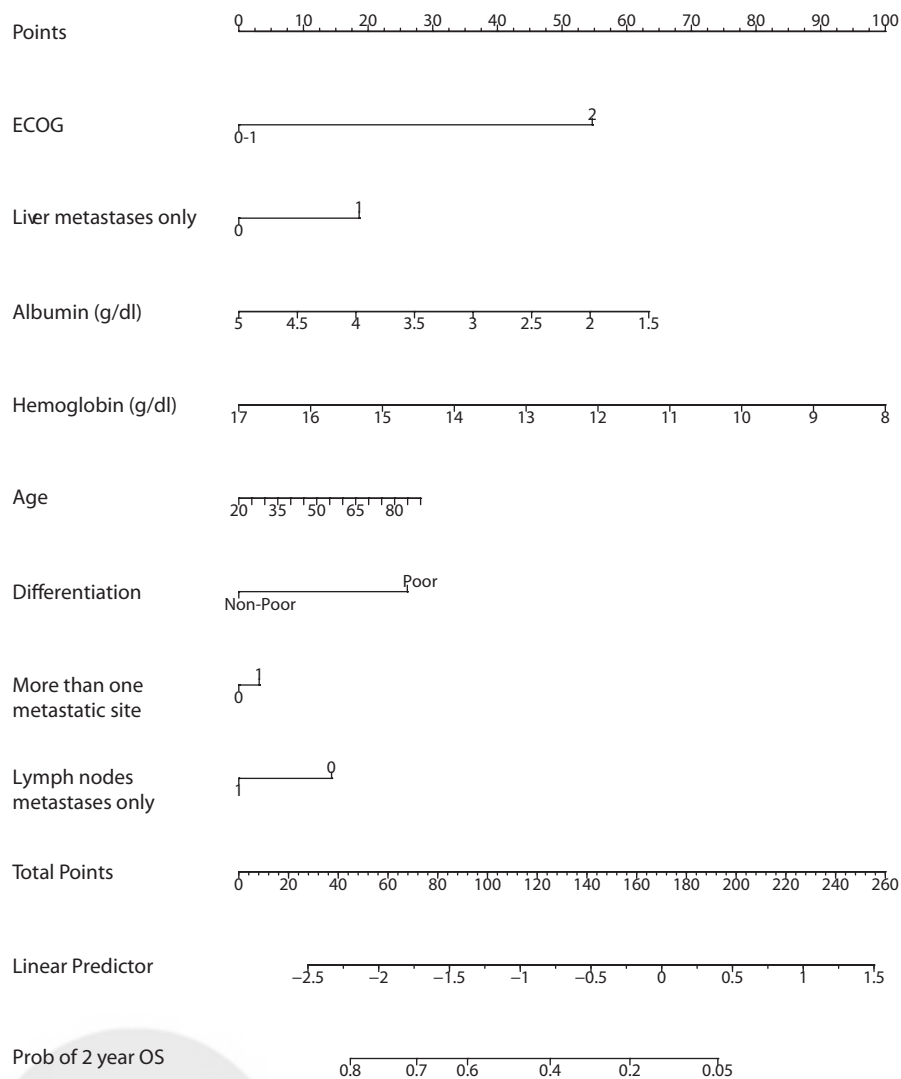 Points 0 10 20 30 40 50 60 70 80 90 100
ECOG 0-1 2
Liver metastases only 0 1
Albumin (g/dl) 5 4.5 4 3.5 3 2.5 2 1.5
Hemoglobin (g/dl) 17 16 15 14 13 12 11 10 9 8
Age 20 35 50 65 80
Differentiation Non-Poor Poor
More than one
metastatic site 0 1
Lymph nodes
metastases only 1 0
Total Points 0 20 40 60 80 100 120 140 160 180 200 220 240 260
Linear Predictor −2.5 −2 −1.5 −1 −0.5 0 0.5 1 1.5
Prob of 2 year OS 0.8 0.7 0.6 0.4 0.2 0.05